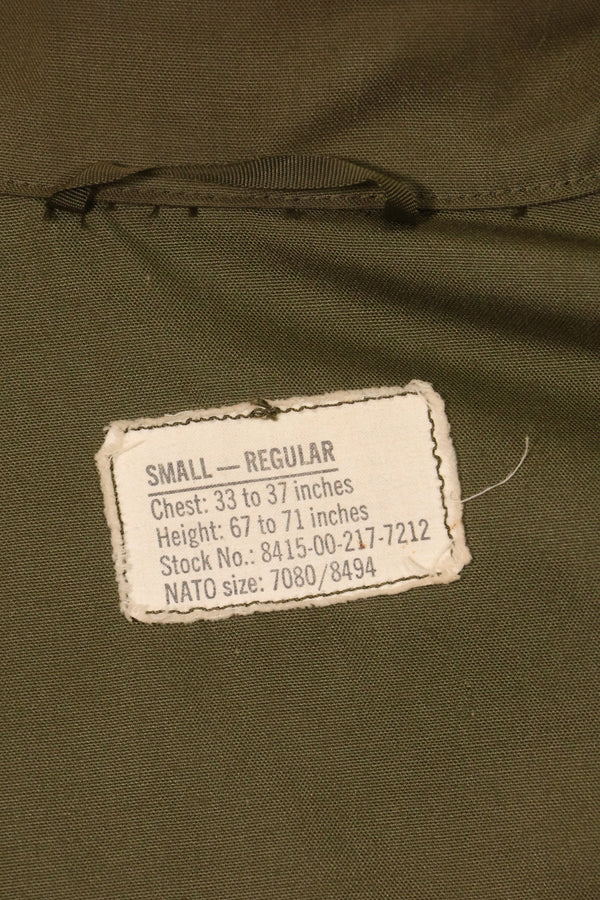 SMALL — REGULAR
Chest: 33 to 37 inches
Height: 67 to 71 inches
Stock No.: 8415-00-217-7212
NATO size: 7080/8494